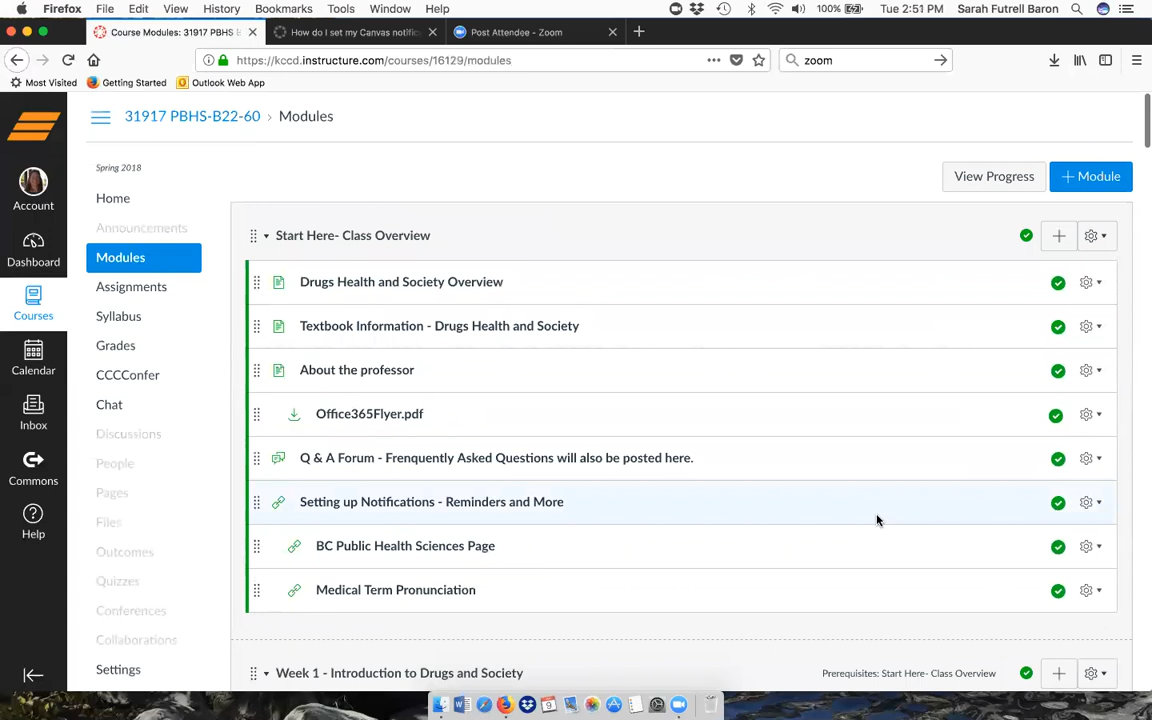 Firefox File Edit View History Bookmarks Tools Window Help 100% Tue 2:51 PM Sarah Futrell Baron
Course Modules: 31917 PBHS-B How do I set my Canvas notific Post Attendee - Zoom
https://kccd.instructure.com/courses/16129/modules zoom
Most Visited Getting Started Outlook Web App
31917 PBHS-B22-60 › Modules
Spring 2018
View Progress + Module
Account
Dashboard
Courses
Calendar
Inbox
Commons
Help
Home
Announcements
Modules
Assignments
Syllabus
Grades
CCCConfer
Chat
Discussions
People
Pages
Files
Outcomes
Quizzes
Conferences
Collaborations
Settings
Start Here- Class Overview
Drugs Health and Society Overview
Textbook Information - Drugs Health and Society
About the professor
Office365Flyer.pdf
Q & A Forum - Frenquently Asked Questions will also be posted here.
Setting up Notifications - Reminders and More
BC Public Health Sciences Page
Medical Term Pronunciation
Week 1 - Introduction to Drugs and Society Prerequisites: Start Here- Class Overview